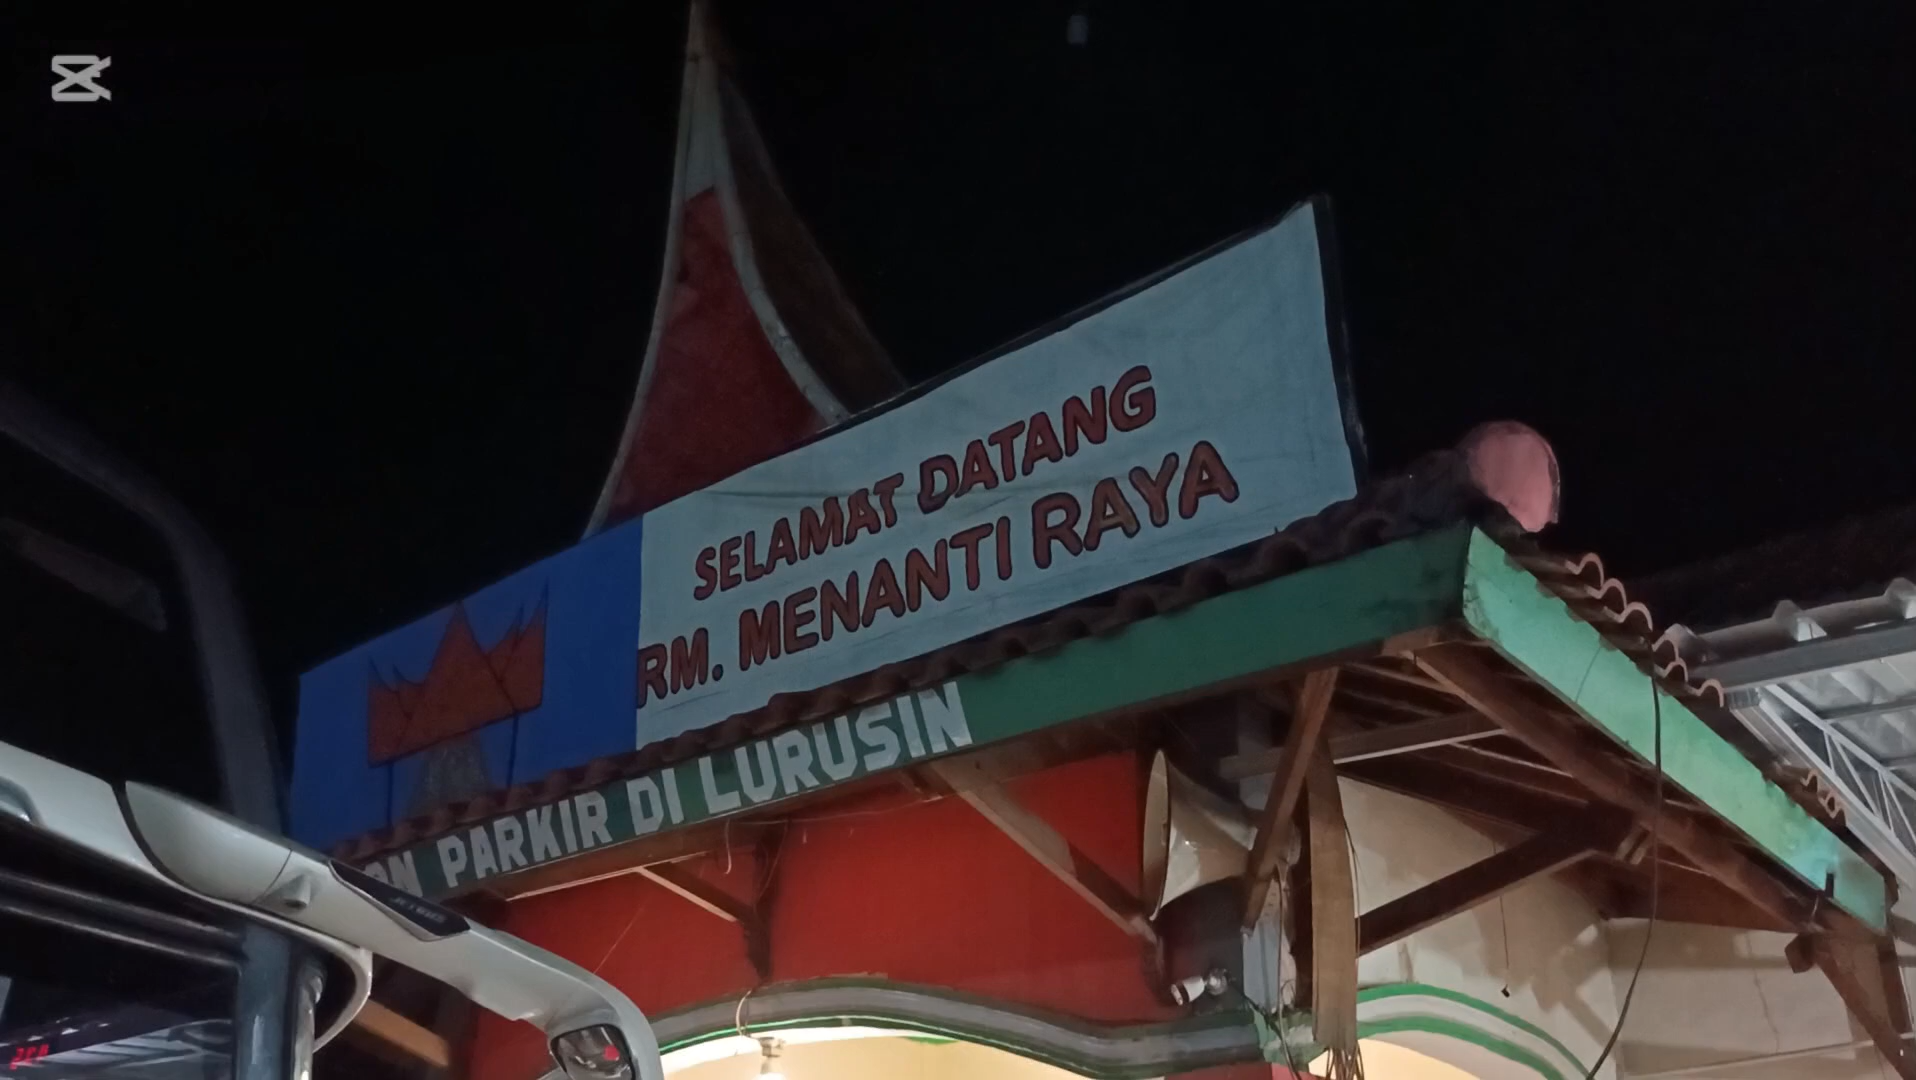 SELAMAT DATANG
RM. MENANTI RAYA
PARKIR DI LURUSIN